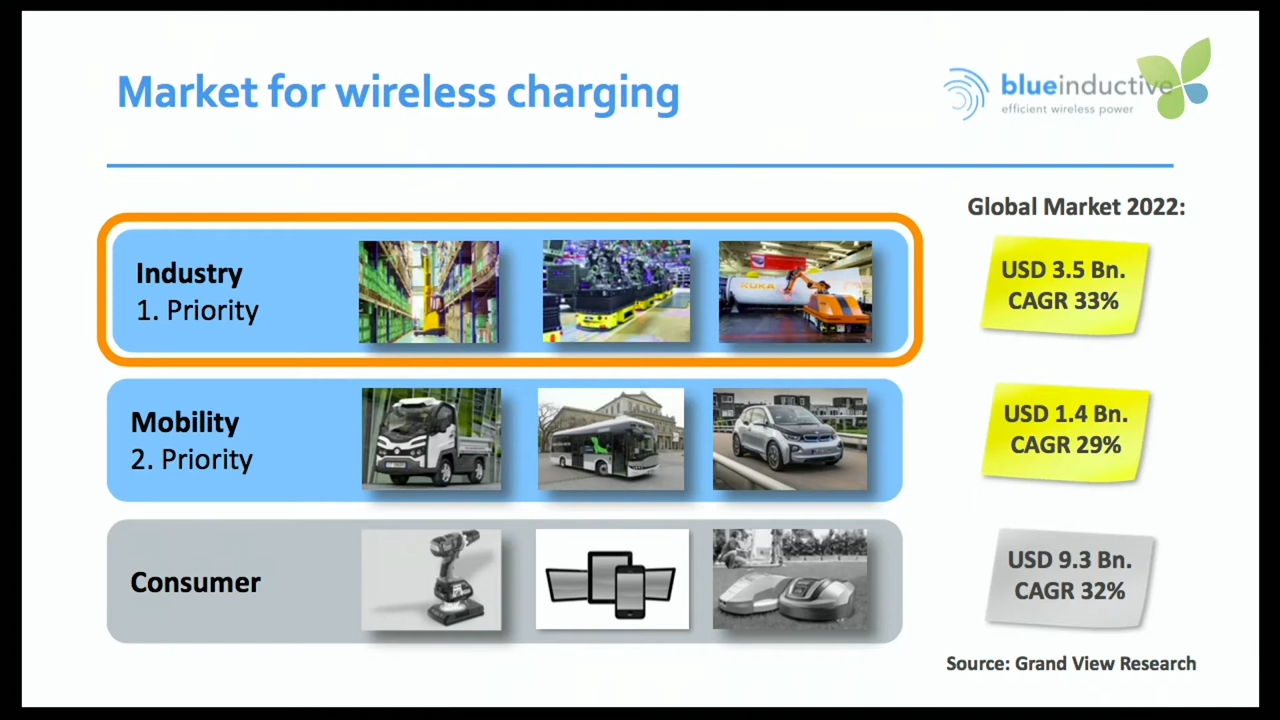 Market for wireless charging
blueinductive
efficient wireless power
Global Market 2022:
Industry
1. Priority
KUKA
USD 3.5 Bn.
CAGR 33%
Mobility
2. Priority
USD 1.4 Bn.
CAGR 29%
Consumer
USD 9.3 Bn.
CAGR 32%
Source: Grand View Research